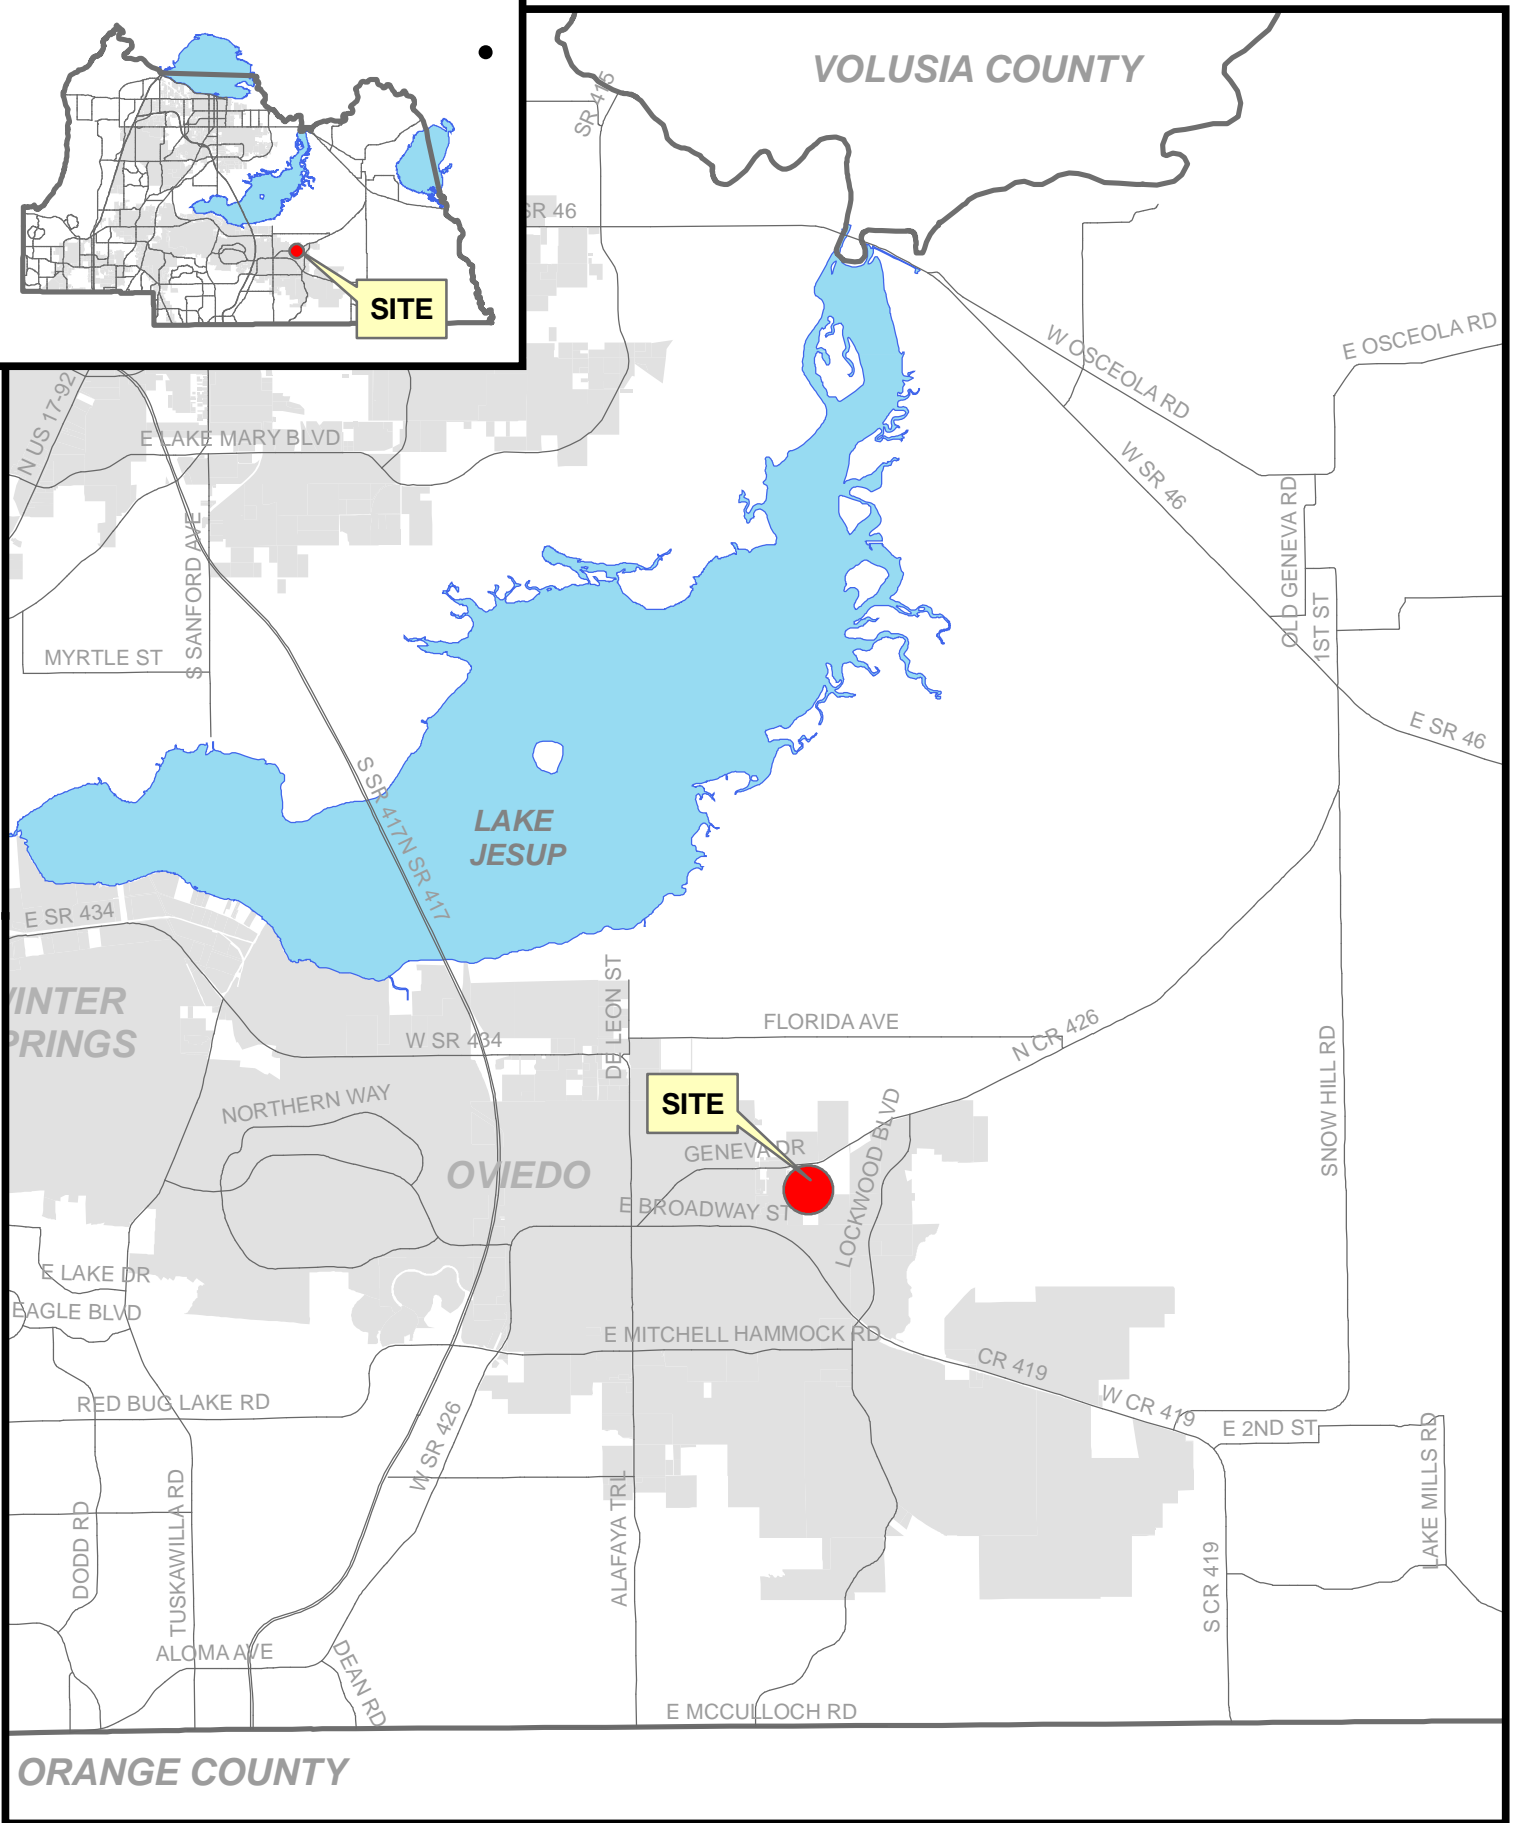 SITE
VOLUSIA COUNTY
SR 415
SR 46
W OSCEOLA RD
E OSCEOLA RD
N US 17-92
E LAKE MARY BLVD
W SR 46
OLD GENEVA RD
S SANFORD AVE
1ST ST
MYRTLE ST
E SR 46
S SR 417
N SR 417
LAKE
JESUP
E SR 434
INTER
PRINGS
DE LEON ST
FLORIDA AVE
W SR 434
N CR 426
SNOW HILL RD
SITE
NORTHERN WAY
GENEVA DR
LOCKWOOD BLVD
OVIEDO
E BROADWAY ST
E LAKE DR
EAGLE BLVD
E MITCHELL HAMMOCK RD
CR 419
W CR 419
RED BUG LAKE RD
W SR 426
E 2ND ST
LAKE MILLS RD
DODD RD
TUSKAWILLA RD
ALAFAYA TRL
S CR 419
ALOMA AVE
DEAN RD
E MCCULLOCH RD
ORANGE COUNTY